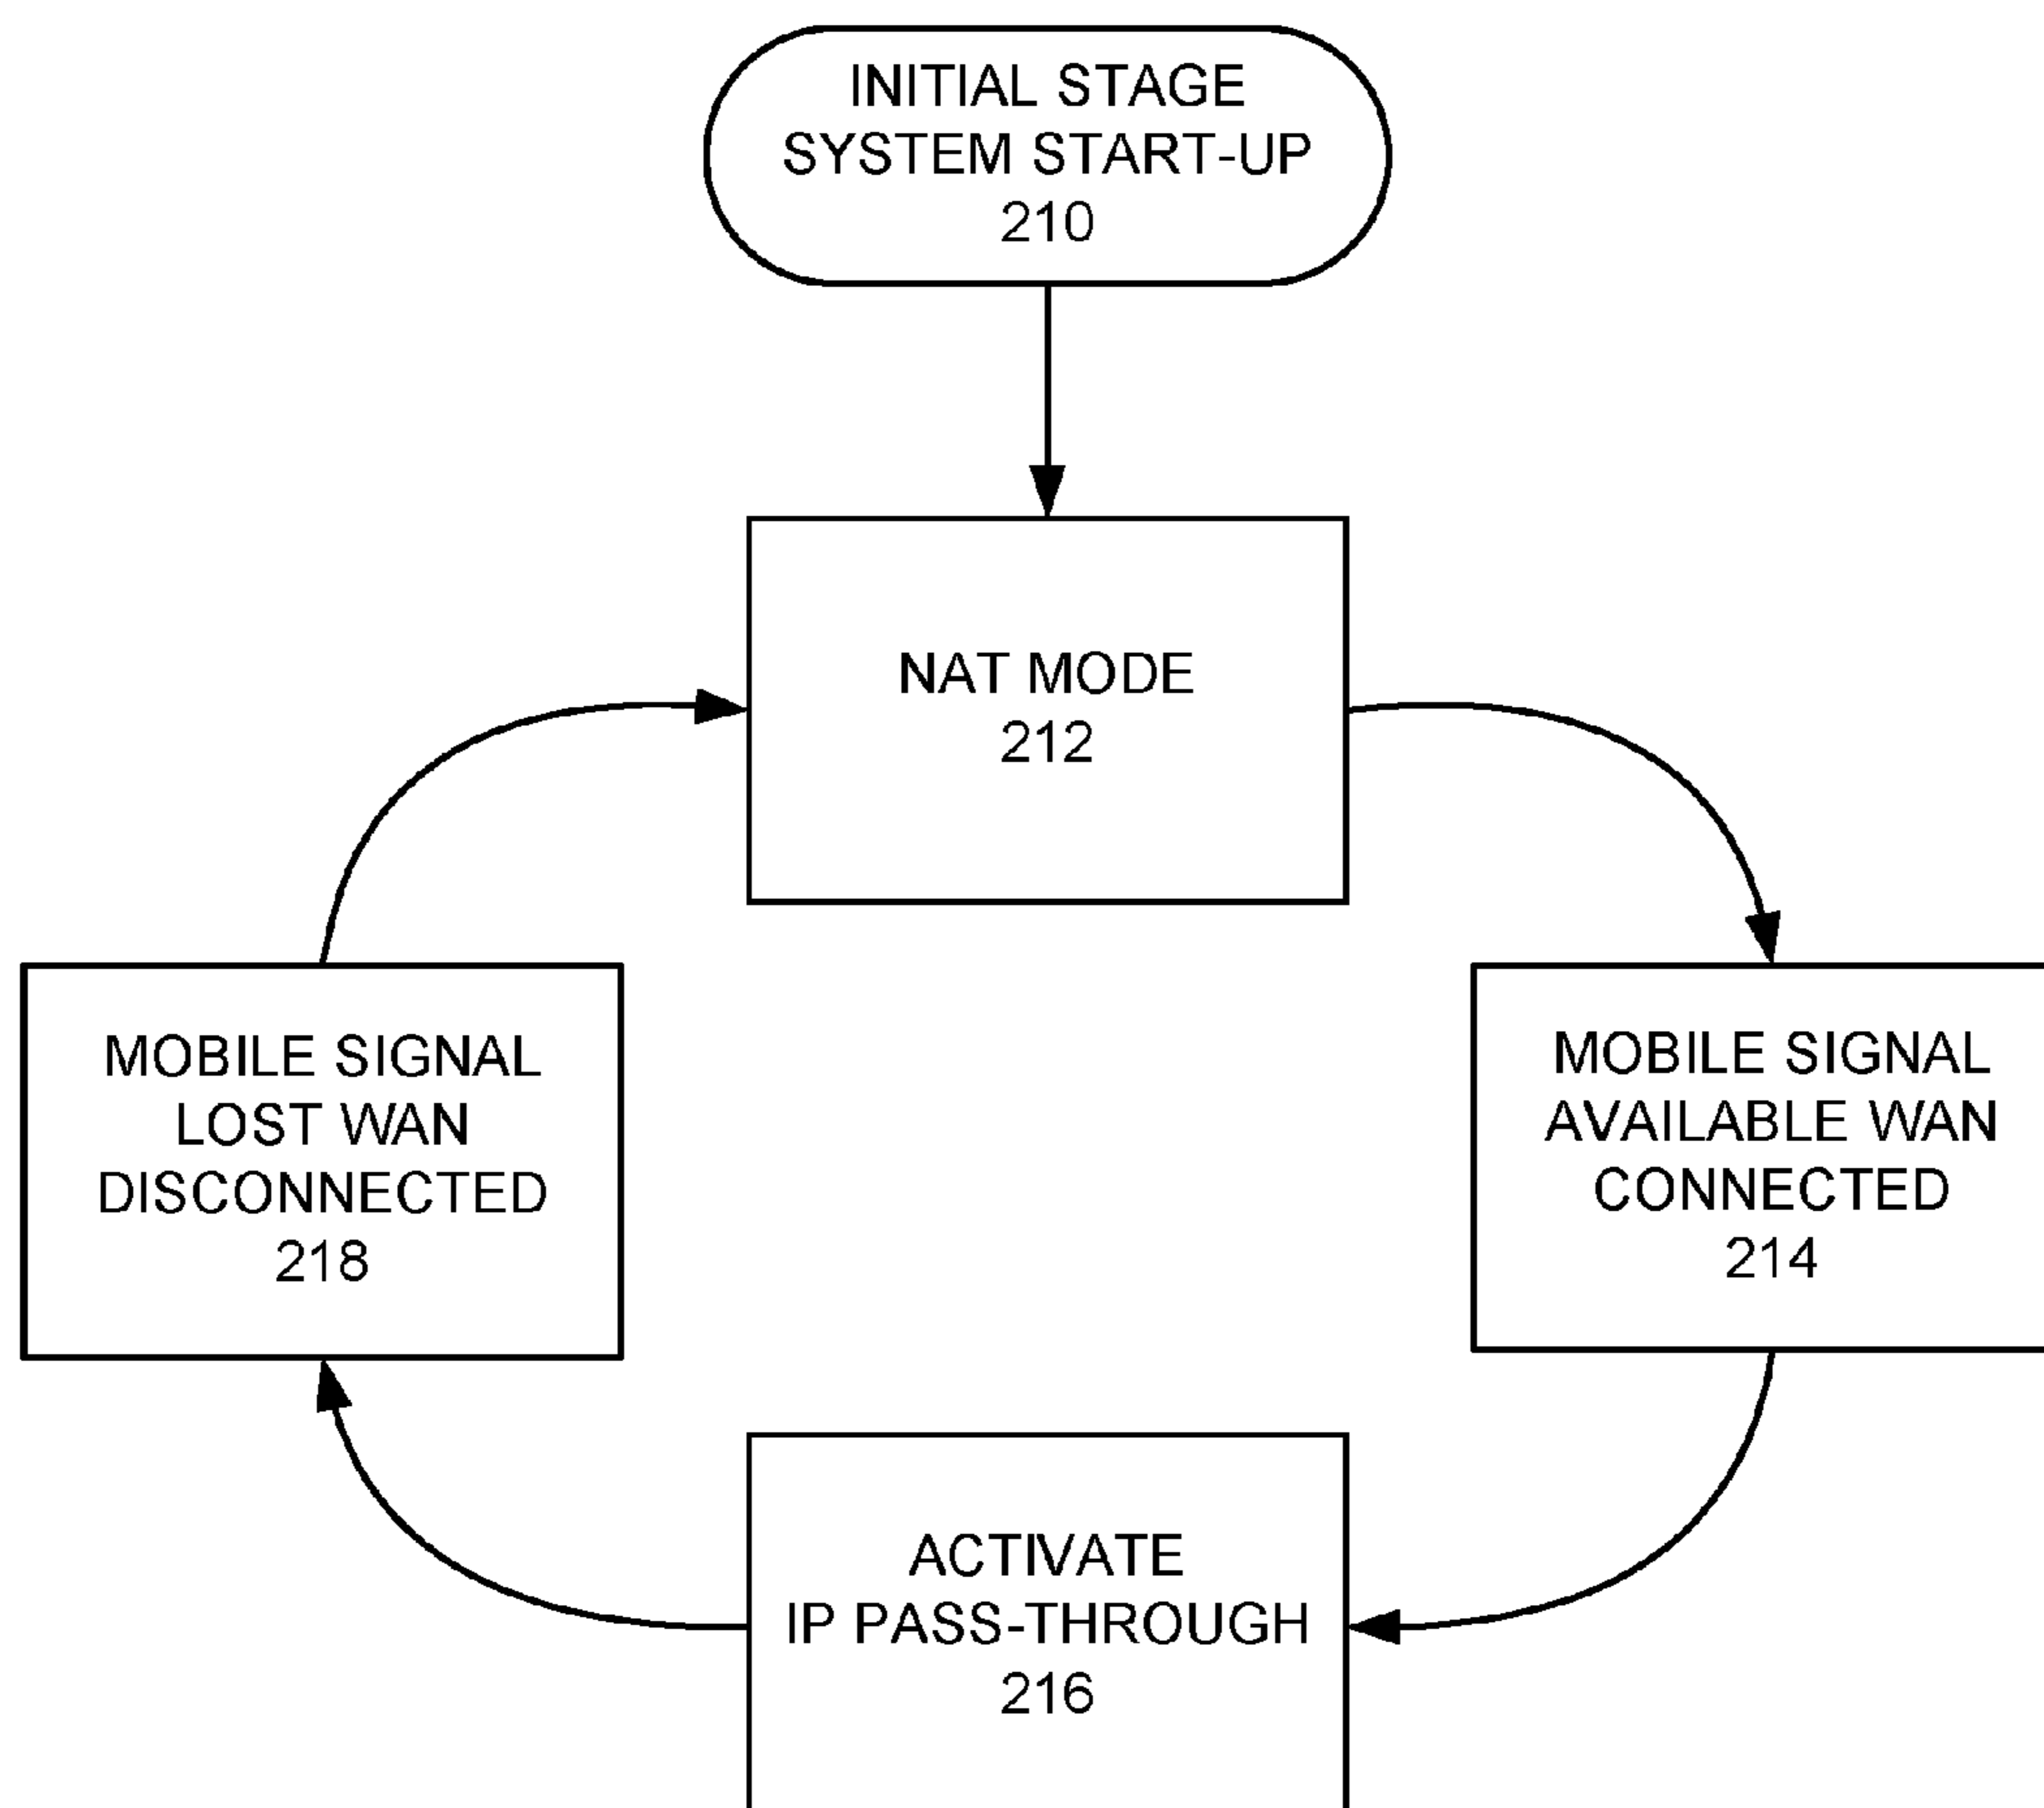 INITIAL STAGE
SYSTEM START-UP
210
NAT MODE
212
MOBILE SIGNAL
LOST WAN
DISCONNECTED
218
MOBILE SIGNAL
AVAILABLE WAN
CONNECTED
214
ACTIVATE
IP PASS-THROUGH
216